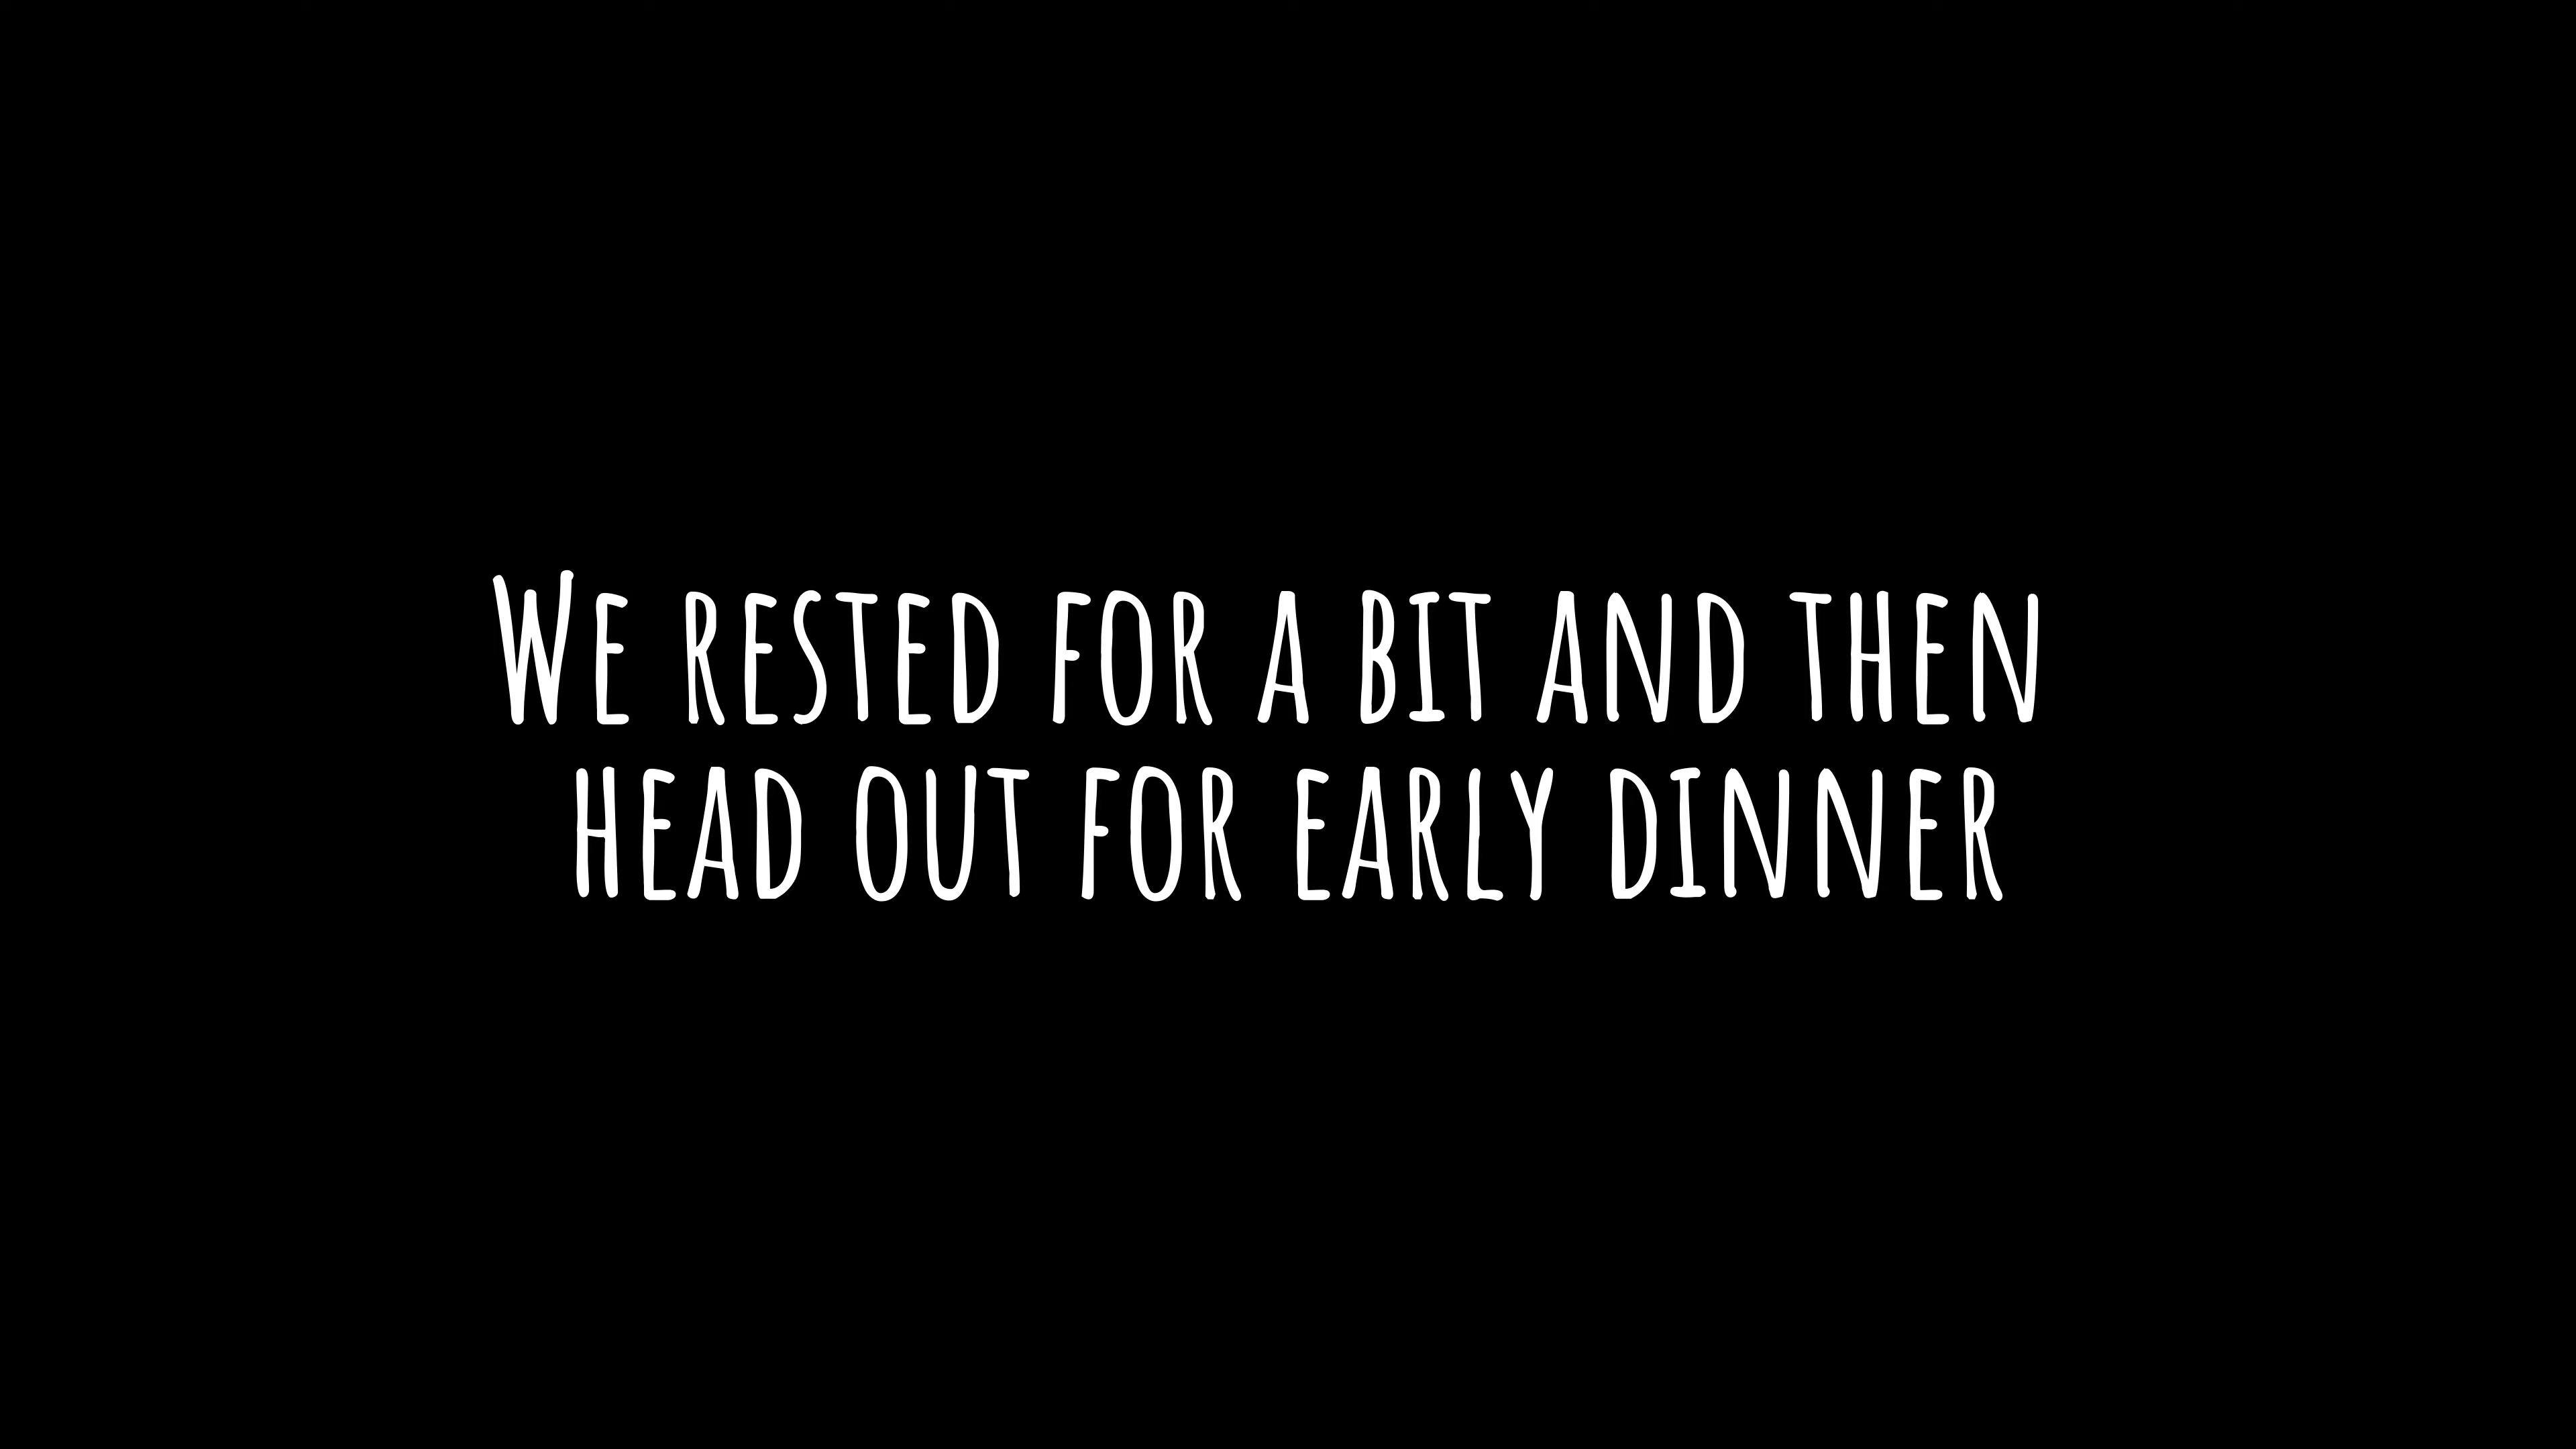 We rested for a bit and then
head out for early dinner